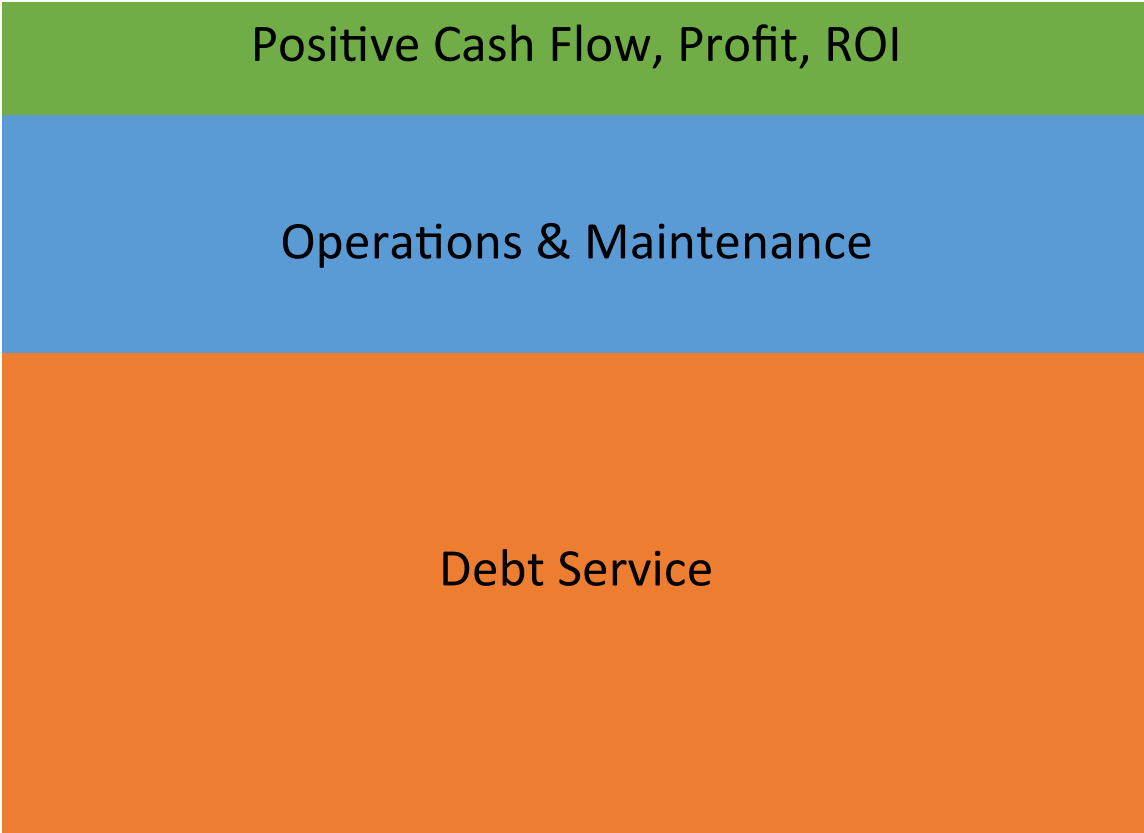 Positive Cash Flow, Profit, ROI
Operations & Maintenance
Debt Service